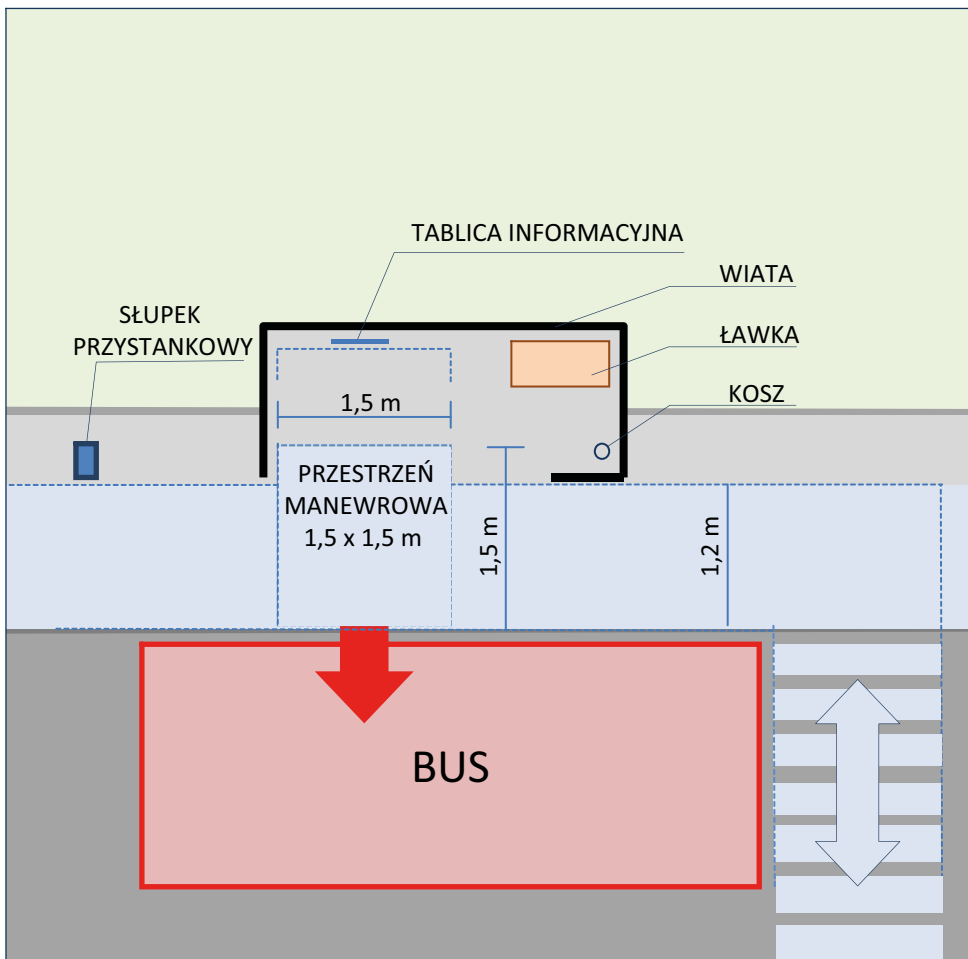 TABLICA INFORMACYJNA
WIATA
SŁUPEK
PRZYSTANKOWY
ŁAWKA
KOSZ
1,5 m
PRZESTRZEŃ
MANEWROWA
1,5 x 1,5 m
1,5 m
1,2 m
BUS